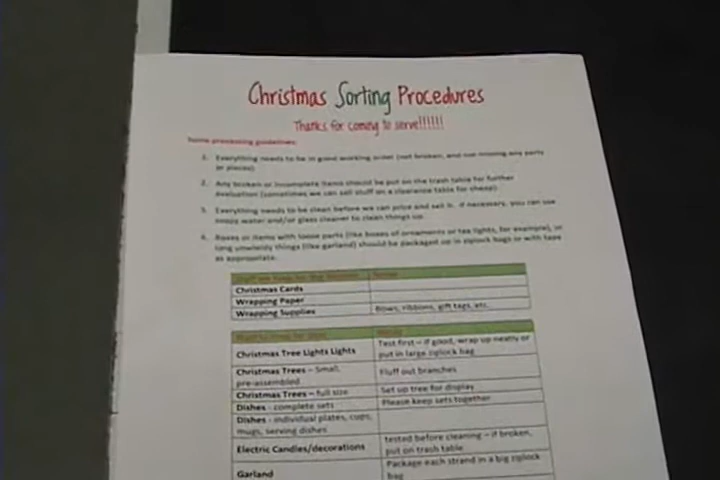 Christmas Sorting Procedures
Thanks for coming to serve!!!!!!
Some processing guidelines:
1. Everything needs to be in good working order (not broken, and not missing any parts
or pieces)
2. Any broken or incomplete items should be put on the trash table for further
evaluation (sometimes we can sell stuff on a clearance table for cheap)
3. Everything needs to be clean before we can price and sell it. If necessary, you can use
soapy water and/or glass cleaner to clean things up.
4. Boxes or items with loose parts (like boxes of ornaments or tea lights, for example), or
long unwieldy things (like garland) should be packaged up in ziplock bags or with tape
as appropriate.
Christmas Cards
Wrapping Paper
Wrapping Supplies Bows, ribbons, gift tags, etc.
Christmas Tree Lights Lights Test first – if good, wrap up neatly or
put in large ziplock bag
Christmas Trees – Small,
pre-assembled Fluff out branches
Christmas Trees – full size Set up tree for display
Dishes - complete sets Please keep sets together
Dishes - individual plates, cups,
mugs, serving dishes
Electric Candles/decorations tested before cleaning – if broken,
put on trash table
Garland Package each strand in a big ziplock
bag